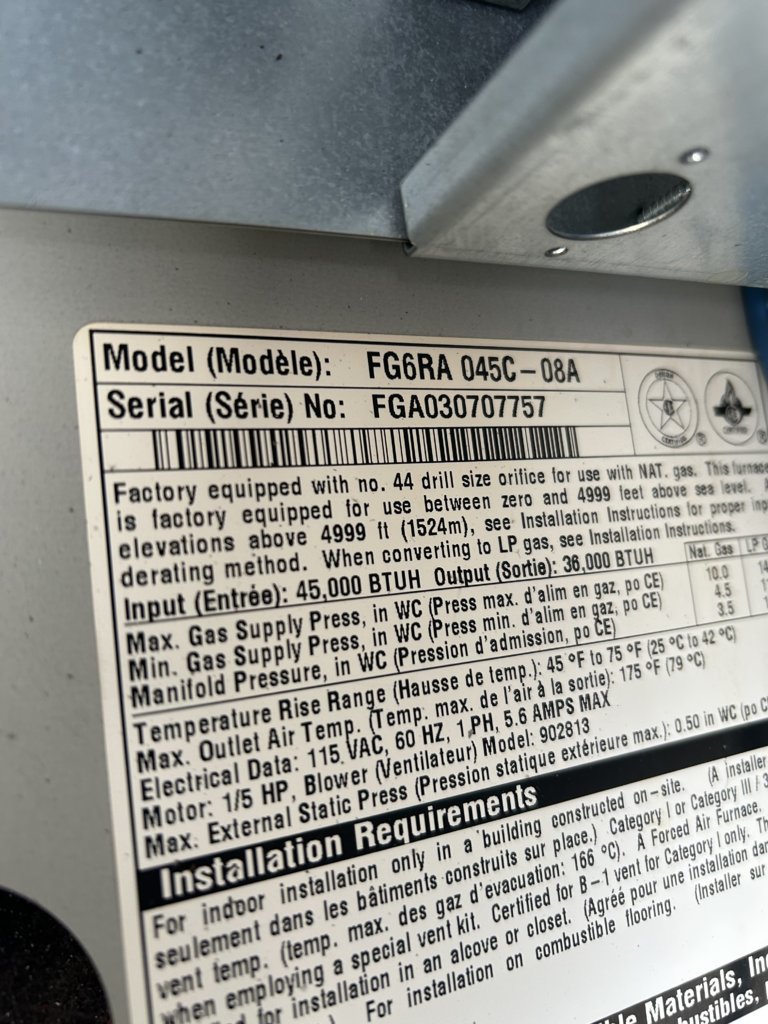 Model (Modèle): FG6RA 045C-08A
Serial (Série) No: FGA030707757
CERTIFIED
Factory equipped with no. 44 drill size orifice for use with NAT. gas. This furnace
is factory equipped for use between zero and 4999 feet above sea level.
elevations above 4999 ft (1524m), see Installation Instructions for proper
derating method. When converting to LP gas, see Installation Instructions.
Input (Entrée): 45,000 BTUH Output (Sortie): 36,000 BTUH Nat. Gas LP
Max. Gas Supply Press, in WC (Press max. d'alim en gaz, po CE) 10.0
Min. Gas Supply Press, in WC (Press min. d'alim en gaz, po CE) 4.5
Manifold Pressure, in WC (Pression d'admission, po CE) 3.5
Temperature Rise Range (Hausse de temp.): 45 °F to 75 °F (25 °C to 42 °C)
Max. Outlet Air Temp. (Temp. max. de l'air à la sortie): 175 °F (79 °C)
Electrical Data: 115 VAC, 60 HZ, 1 PH, 5.6 AMPS MAX
Motor: 1/5 HP, Blower (Ventilateur) Model: 902813
Max. External Static Press (Pression statique extérieure max.): 0.50 in WC (po
Installation Requirements
For indoor installation only in a building constructed on-site. (A installer
seulement dans les bâtiments construits sur place.) Category I or Category III /
vent temp. (temp. max. des gaz d'evacuation: 166 °C). A Forced Air Furnace.
when employing a special vent kit. Certified for B-1 vent for Category I only.
for installation in an alcove or closet. (Agréé pour une installation
For installation on combustible flooring. (Installer sur
Materials,